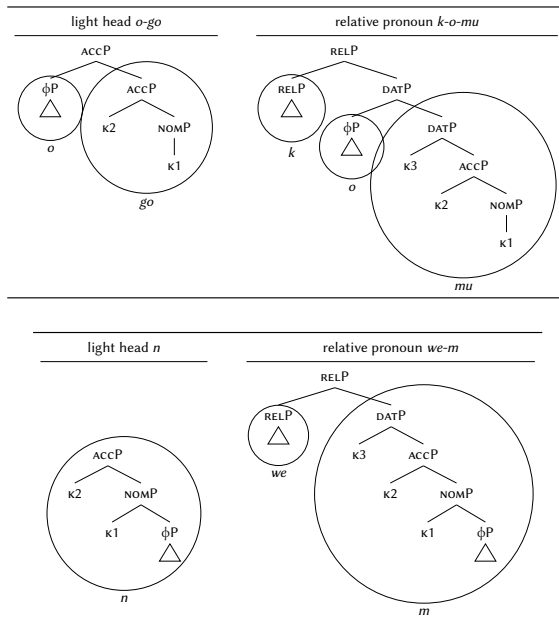 light head o-go relative pronoun k-o-mu
ACCP RELP
ϕP ACCP RELP DATP
o K2 NOMP k ϕP DATP
K1 o K3 ACCP
go K2 NOMP
K1
mu
light head n relative pronoun we-m
RELP
RELP DATP
ACCP we K3 ACCP
K2 NOMP K2 NOMP
K1 ϕP K1 ϕP
n m